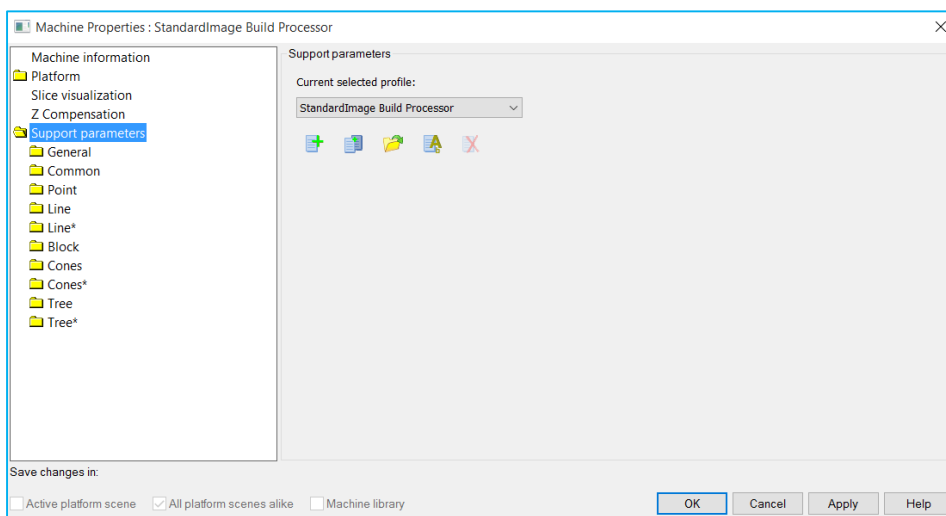 Machine Properties : StandardImage Build Processor
Machine information
Platform
Slice visualization
Z Compensation
Support parameters
General
Common
Point
Line
Line*
Block
Cones
Cones*
Tree
Tree*
Support parameters
Current selected profile:
StandardImage Build Processor
Save changes in:
Active platform scene All platform scenes alike Machine library OK Cancel Apply Help